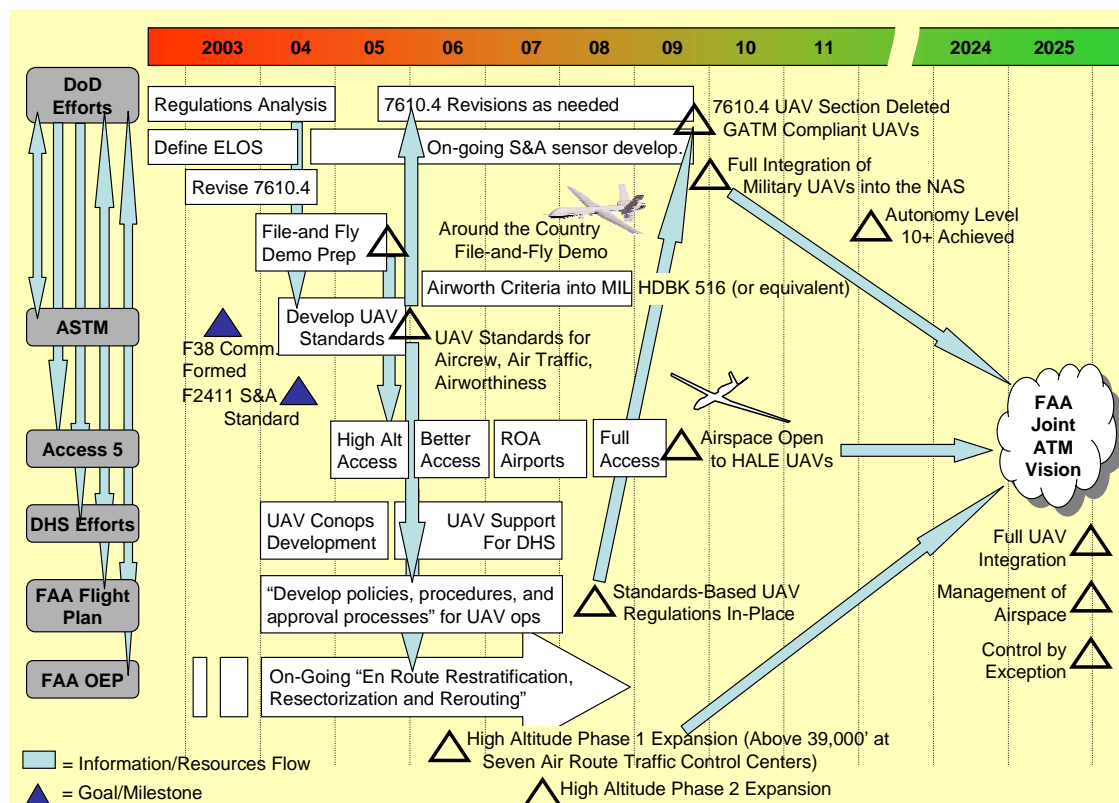 2003 04 05 06 07 08 09 10 11 2024 2025
DoD
Efforts
ASTM
Access 5
DHS Efforts
FAA Flight
Plan
FAA OEP
Regulations Analysis
7610.4 Revisions as needed
7610.4 UAV Section Deleted
GATM Compliant UAVs
Define ELOS
On-going S&A sensor develop.
Full Integration of
Military UAVs into the NAS
Revise 7610.4
File-and Fly
Demo Prep
Around the Country
File-and-Fly Demo
Autonomy Level
10+ Achieved
Airworth Criteria into MIL HDBK 516 (or equivalent)
Develop UAV
Standards
UAV Standards for
Aircrew, Air Traffic,
Airworthiness
F38 Comm.
Formed
F2411 S&A
Standard
High Alt
Access
Better
Access
ROA
Airports
Full
Access
Airspace Open
to HALE UAVs
FAA
Joint
ATM
Vision
UAV Conops
Development
UAV Support
For DHS
Full UAV
Integration
“Develop policies, procedures, and
approval processes” for UAV ops
Standards-Based UAV
Regulations In-Place
Management of
Airspace
Control by
Exception
On-Going “En Route Restratification,
Resectorization and Rerouting”
High Altitude Phase 1 Expansion (Above 39,000’ at
Seven Air Route Traffic Control Centers)
High Altitude Phase 2 Expansion
= Information/Resources Flow
= Goal/Milestone